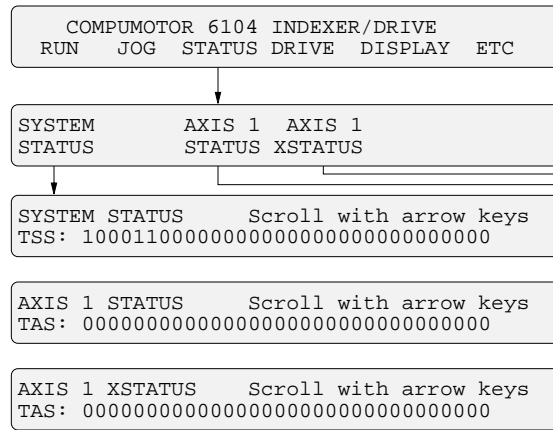 COMPUMOTOR 6104 INDEXER/DRIVE
RUN JOG STATUS DRIVE DISPLAY ETC
SYSTEM AXIS 1 AXIS 1
STATUS STATUS XSTATUS
SYSTEM STATUS Scroll with arrow keys
TSS: 10001100000000000000000000000000
AXIS 1 STATUS Scroll with arrow keys
TAS: 00000000000000000000000000000000
AXIS 1 XSTATUS Scroll with arrow keys
TAS: 00000000000000000000000000000000